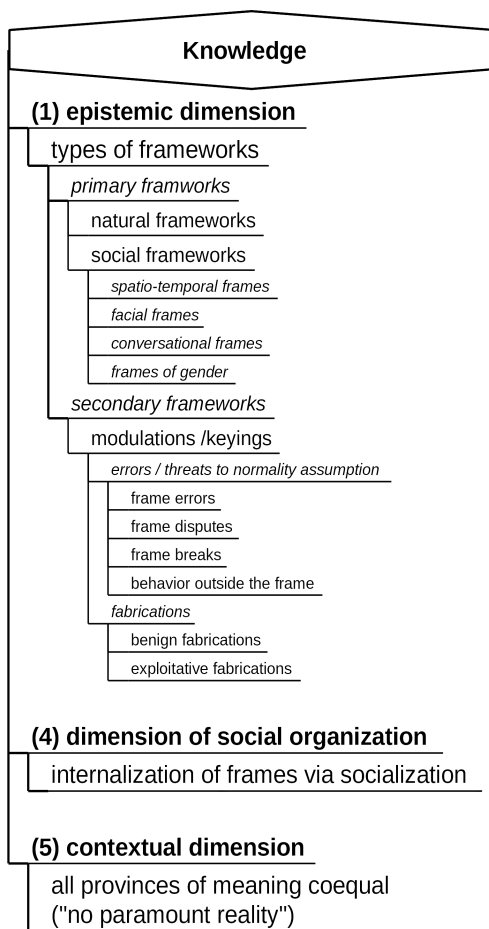 Knowledge
(1) epistemic dimension
types of frameworks
primary framworks
natural frameworks
social frameworks
spatio-temporal frames
facial frames
conversational frames
frames of gender
secondary frameworks
modulations /keyings
errors / threats to normality assumption
frame errors
frame disputes
frame breaks
behavior outside the frame
fabrications
benign fabrications
exploitative fabrications
(4) dimension of social organization
internalization of frames via socialization
(5) contextual dimension
all provinces of meaning coequal
("no paramount reality")